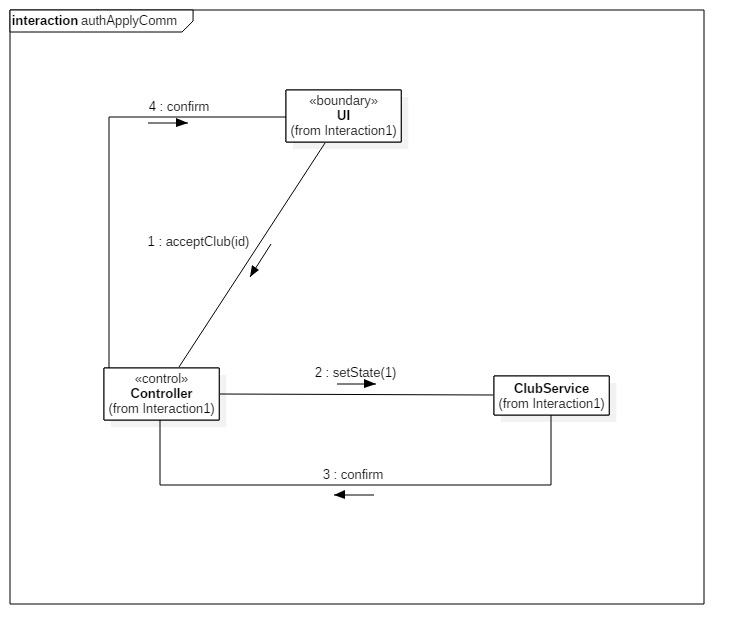 interaction authApplyComm
4 : confirm
«boundary»
UI
(from Interaction1)
1 : acceptClub(id)
«control»
Controller
(from Interaction1)
2 : setState(1)
ClubService
(from Interaction1)
3 : confirm